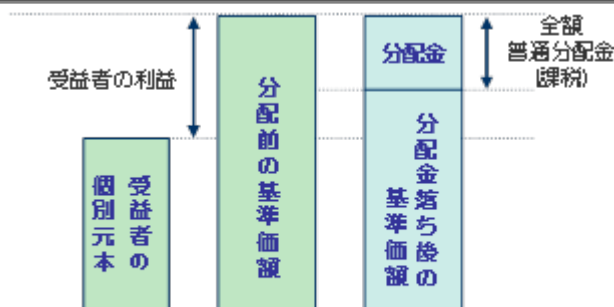 全額
普通分配金
(課税)
分配金
受益者の利益
分配前の基準価額
分配金落ち後の
基準価額
受益者の
個別元本